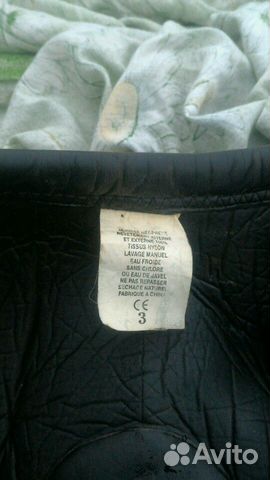 ET EXTERNE 100%
TISSUS NYLON
LAVAGE MANUEL
EAU FROIDE
SANS CHLORE
OU EAU DE JAVEL
NE PAS REPASSER
SECHAGE NATUREL
FABRIQUE A CHINA
CE
3
Avito